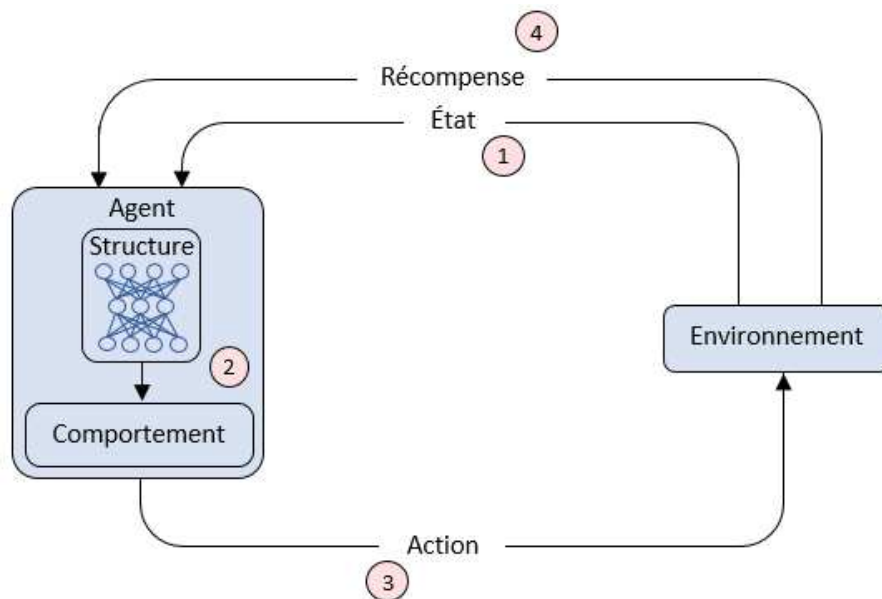 4
Récompense
État
1
Agent
Structure
Environnement
2
Comportement
Action
3